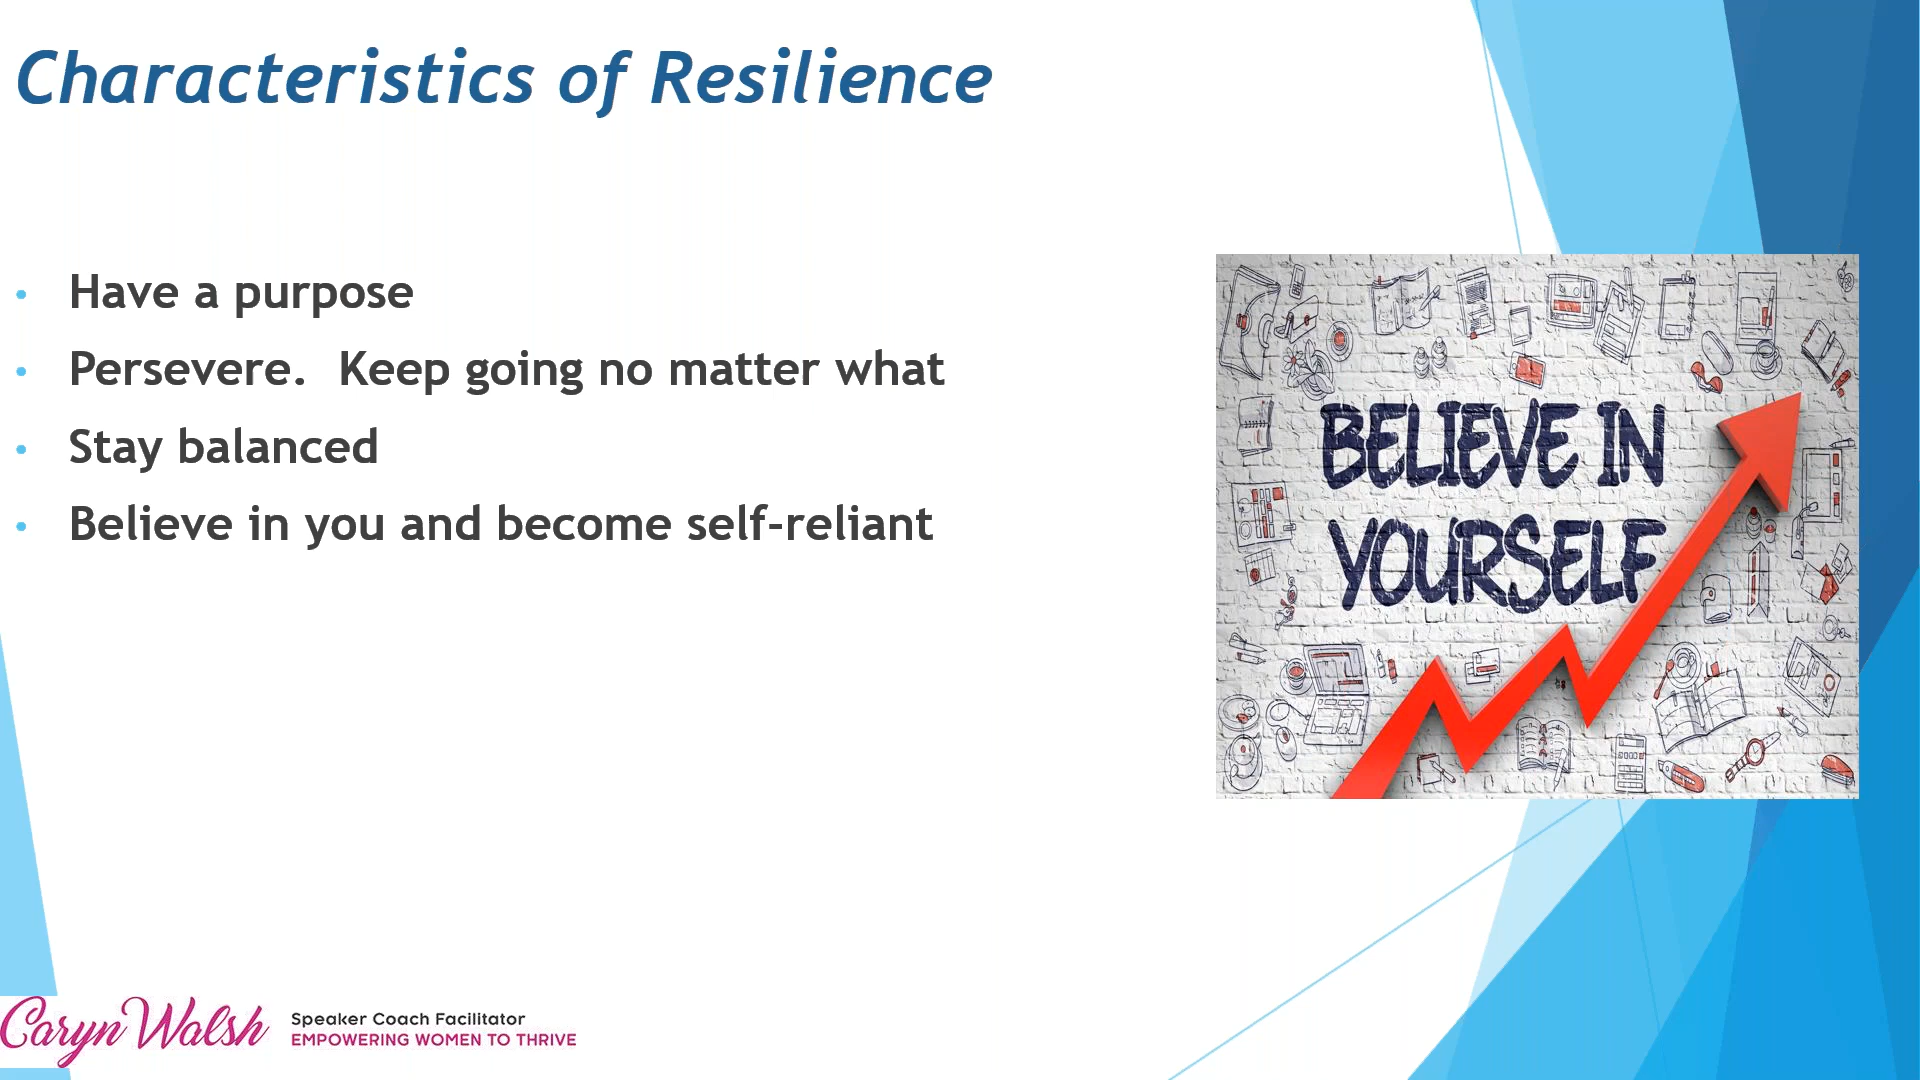 Characteristics of Resilience
• Have a purpose
• Persevere.  Keep going no matter what
• Stay balanced
• Believe in you and become self-reliant
BELIEVE IN
YOURSELF
Caryn Walsh
Speaker Coach Facilitator
EMPOWERING WOMEN TO THRIVE